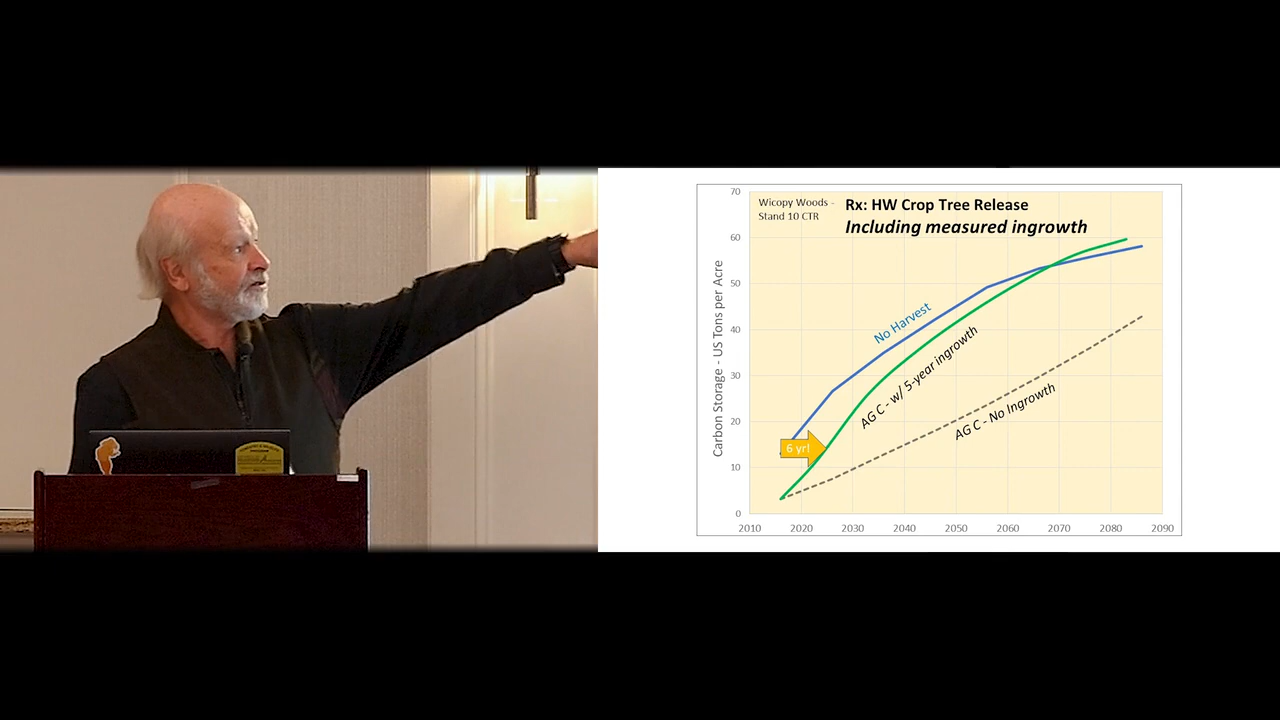 Wicopy Woods -
Stand 10 CTR
Rx: HW Crop Tree Release
Including measured ingrowth
Carbon Storage - US Tons per Acre
70
60
50
40
30
20
10
0
No Harvest
AG C - w/ 5-year ingrowth
AG C - No Ingrowth
6 yr!
2010 2020 2030 2040 2050 2060 2070 2080 2090